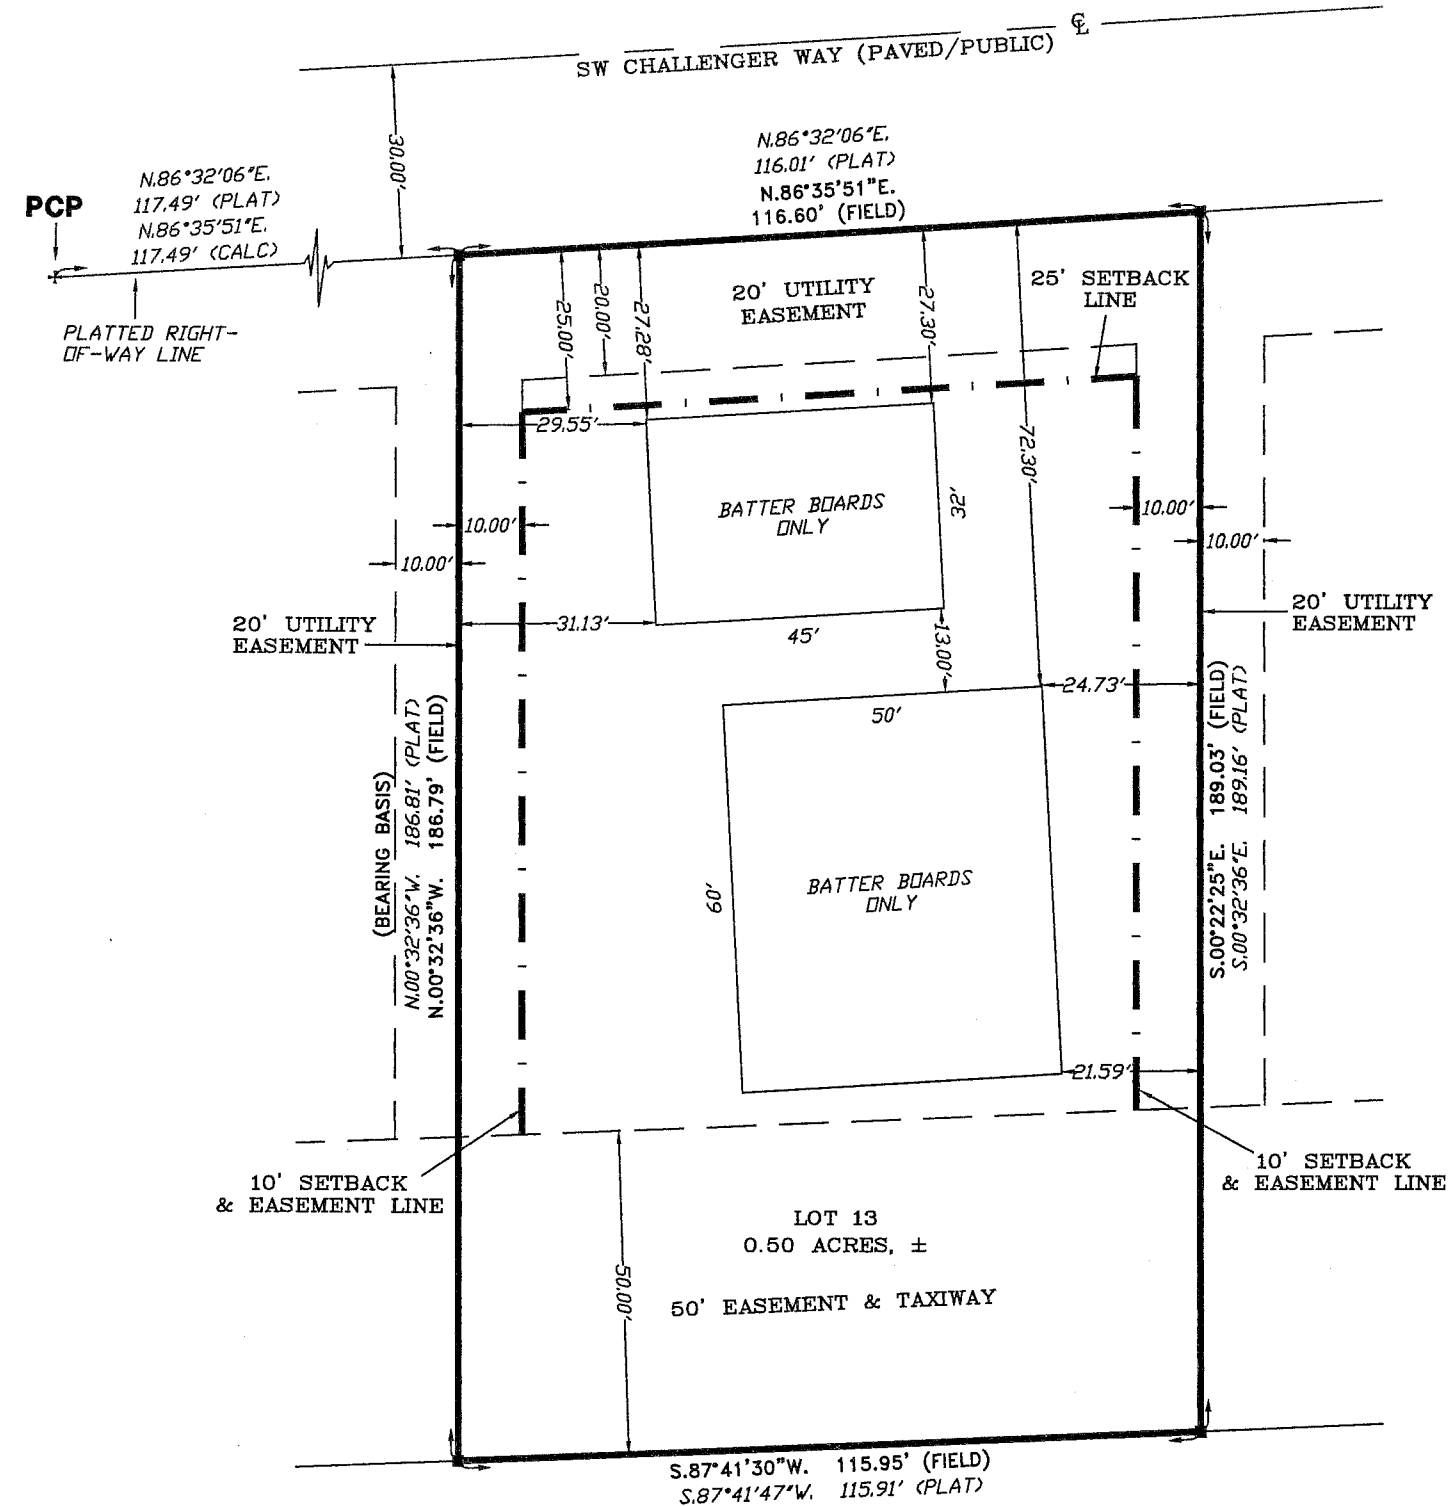 SW CHALLENGER WAY (PAVED/PUBLIC)
℄
30.00'
N.86°32'06"E.
116.01' (PLAT)
N.86°35'51"E.
116.60' (FIELD)
N.86°32'06"E.
117.49' (PLAT)
N.86°35'51"E.
117.49' (CALC)
PCP
PLATTED RIGHT-
OF-WAY LINE
25.00'
20.00'
27.28'
20' UTILITY
EASEMENT
27.30'
25' SETBACK
LINE
72.30'
29.55'
BATTER BOARDS
ONLY
32'
10.00'
10.00'
10.00'
10.00'
20' UTILITY
EASEMENT
31.13'
45'
13.00'
20' UTILITY
EASEMENT
24.73'
50'
(BEARING BASIS)
N.00°32'36"W. 186.81' (PLAT)
N.00°32'36"W. 186.79' (FIELD)
S.00°22'25"E. 189.03' (FIELD)
S.00°32'36"E. 189.16' (PLAT)
60'
BATTER BOARDS
ONLY
21.59'
10' SETBACK
& EASEMENT LINE
10' SETBACK
& EASEMENT LINE
LOT 13
0.50 ACRES, ±
50.00'
50' EASEMENT & TAXIWAY
S.87°41'30"W. 115.95' (FIELD)
S.87°41'47"W. 115.91' (PLAT)